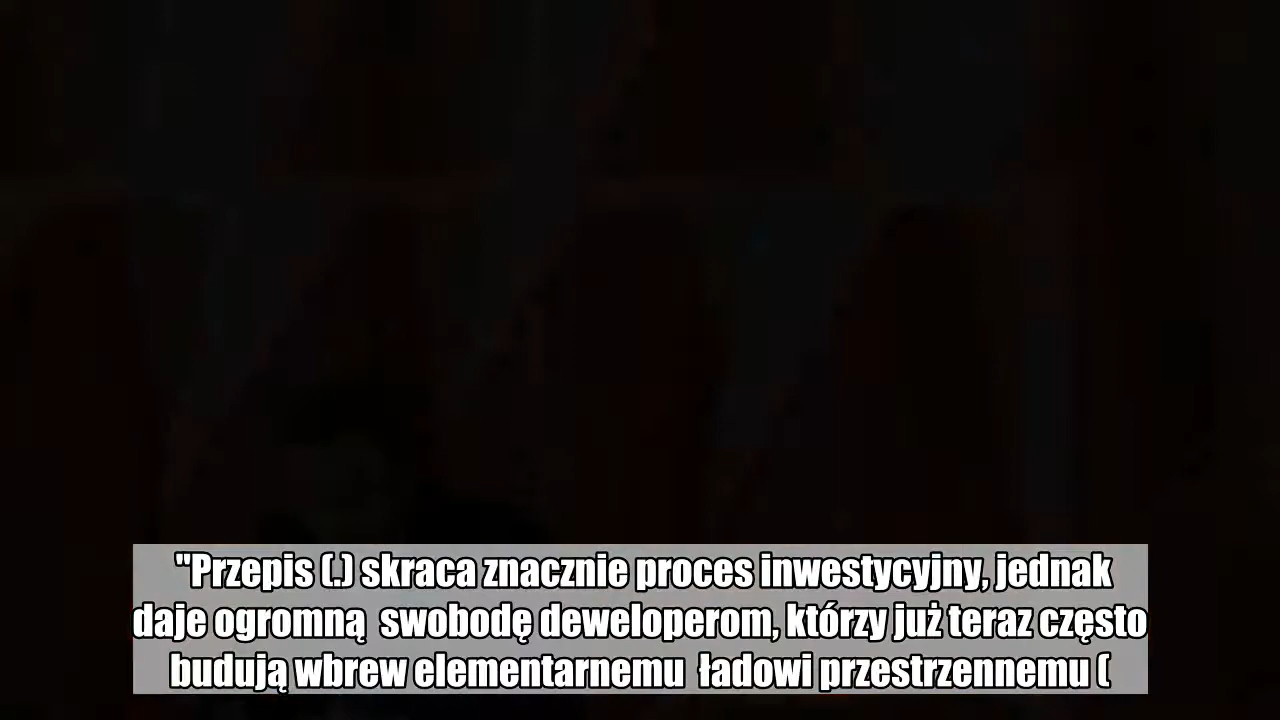 "Przepis (.) skraca znacznie proces inwestycyjny, jednak
daje ogromną  swobodę deweloperom, którzy już teraz często
budują wbrew elementarnemu  ładowi przestrzennemu (